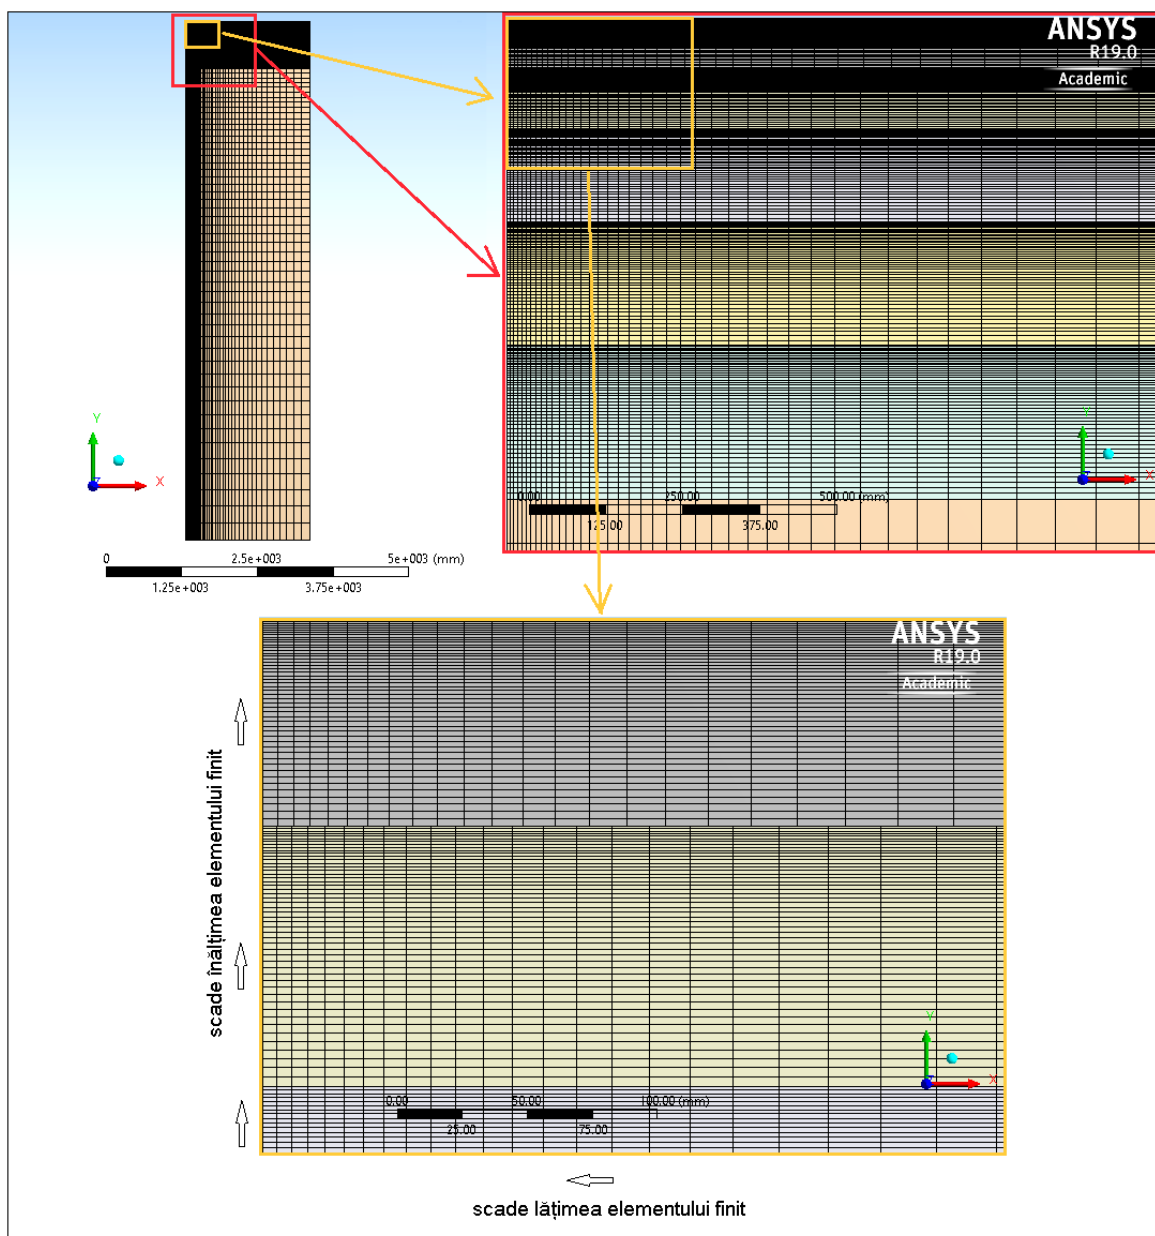 ANSYS
R19.0
Academic
Y
X
0
2.5e+003
5e+003 (mm)
1.25e+003
3.75e+003
Y
X
0.00
250.00
500.00 (mm)
125.00
375.00
ANSYS
R19.0
Academic
scade înălțimea elementului finit
Y
X
0.00
50.00
100.00 (mm)
25.00
75.00
scade lățimea elementului finit